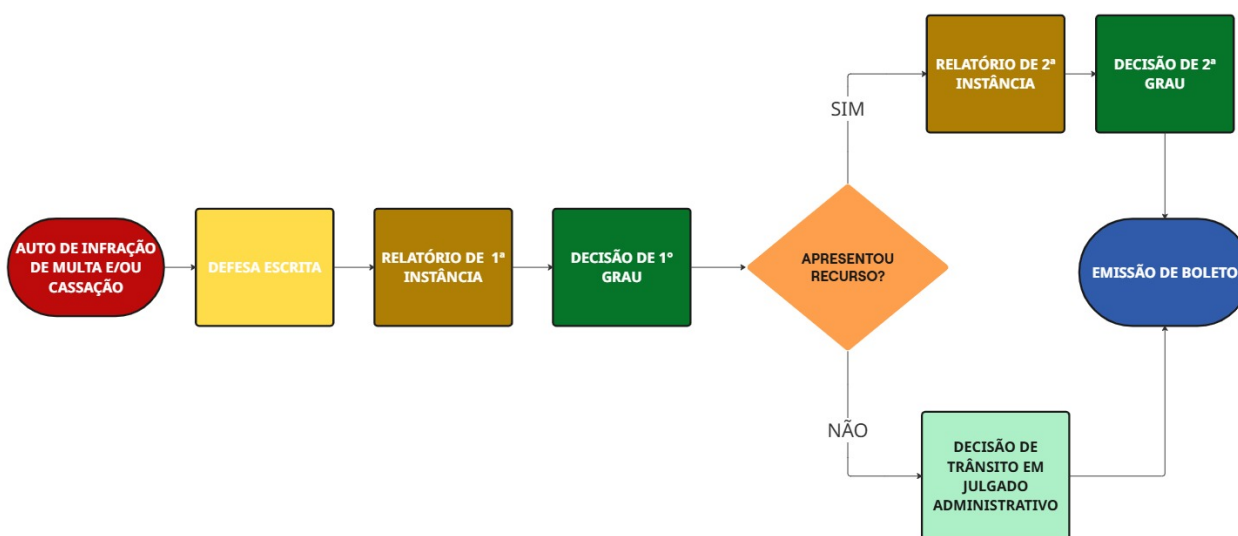 AUTO DE INFRAÇÃO
DE MULTA E/OU
CASSAÇÃO
DEFESA ESCRITA
RELATÓRIO DE 1ª
INSTÂNCIA
DECISÃO DE 1°
GRAU
APRESENTOU
RECURSO?
SIM
RELATÓRIO DE 2ª
INSTÂNCIA
DECISÃO DE 2ª
GRAU
NÃO
DECISÃO DE
TRÂNSITO EM
JULGADO
ADMINISTRATIVO
EMISSÃO DE BOLETO